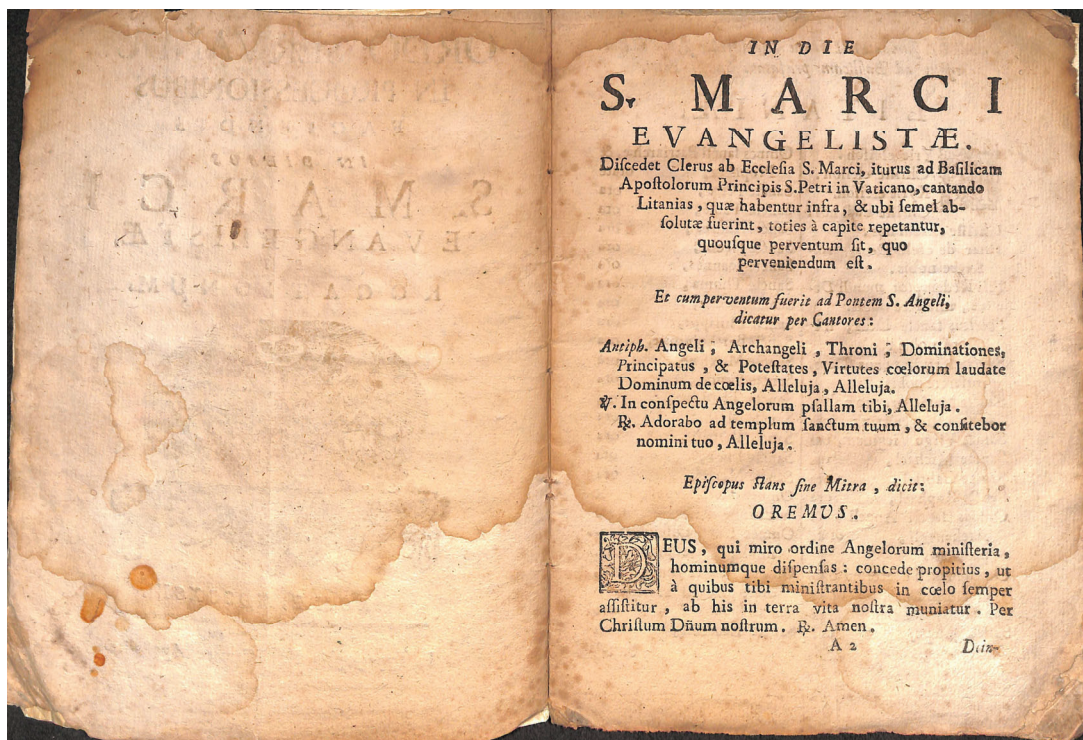 IN DIE
S. MARCI
EVANGELISTÆ.
Diſcedet Clerus ab Eccleſia S. Marci, iturus ad Baſilicam
Apoſtolorum Principis S.Petri in Vaticano, cantando
Litanias, quæ habentur infra, & ubi ſemel ab-
ſolutæ fuerint, toties à capite repetantur,
quouſque perventum ſit, quo
perveniendum eſt.
Et cum perventum fuerit ad Pontem S. Angeli,
dicatur per Cantores:
Antiph. Angeli, Archangeli, Throni, Dominationes,
Principatus, & Poteſtates, Virtutes cœlorum laudate
Dominum de cœlis, Alleluja, Alleluja.
℣. In conſpectu Angelorum pſallam tibi, Alleluja.
℟. Adorabo ad templum ſanctum tuum, & confitebor
nomini tuo, Alleluja.
Epiſcopus ſtans ſine Mitra, dicit:
OREMUS.
DEUS, qui miro ordine Angelorum miniſteria,
hominumque diſpenſas: concede propitius, ut
à quibus tibi miniſtrantibus in cœlo ſemper
aſſiſtitur, ab his in terra vita noſtra muniatur. Per
Chriſtum Dñum noſtrum. ℟. Amen.
A 2 Dein-